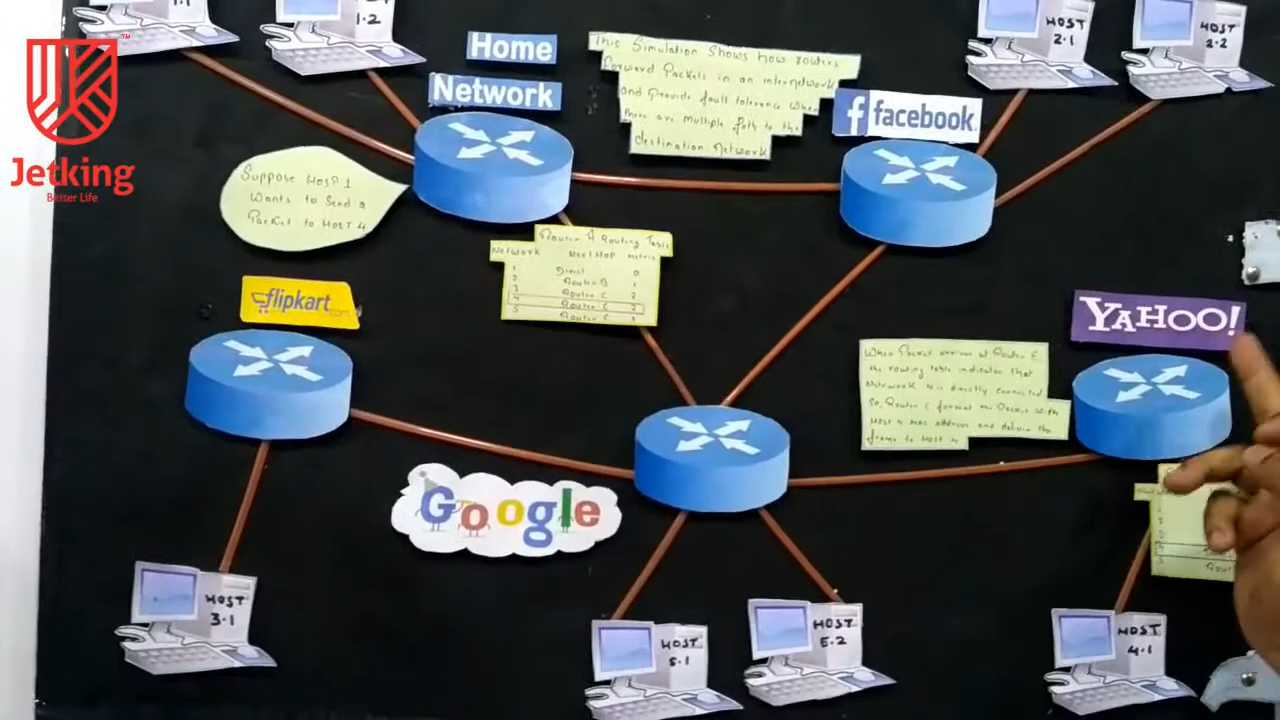 1.1
1.2
HOST
2.1
HOST
2.2
Jetking
Better Life
TM
Home
Network
This Simulation Shows how routers
Forward Packets in an internetwork
and Provide fault tolerance when
there are multiple Path to the
destination Network
facebook.
Suppose HOST 1
Wants to Send a
Packet to HOST 4
Router A Routing Table
Network Next Hop metric
1 Direct 0
2 Router B 1
3 Router C 2
4 Router E 2
5 Router E 1
flipkart.com
YAHOO!
When Packet arrives at Router E,
the routing table indicates that
Network 4 is directly connected
So, Router E forward the Packet with
Host 4 MAC address and delivers the
frame to Host 4
Google
HOST
3.1
HOST
5.1
HOST
5.2
HOST
4.1